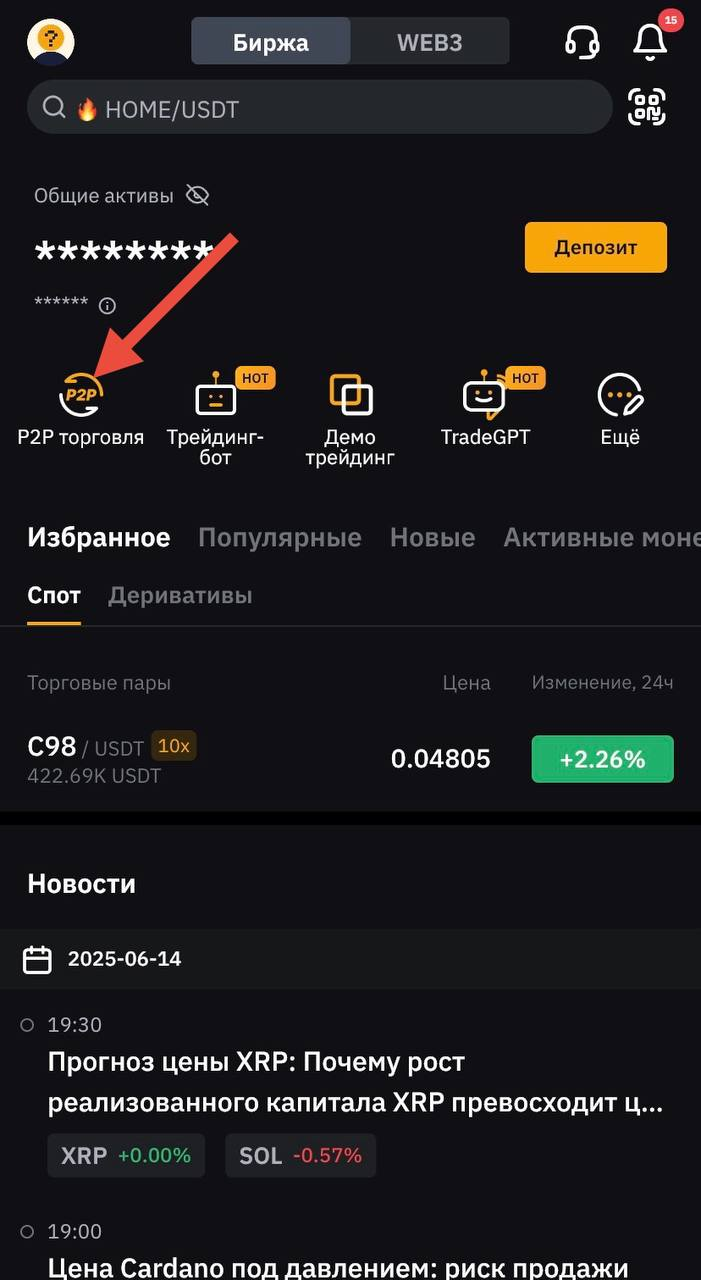 15
Биржа WEB3
HOME/USDT
Общие активы
********
Депозит
******
P2P
HOT
HOT
P2P торговля
Трейдинг-
бот
Демо
трейдинг
TradeGPT
Ещё
Избранное Популярные Новые Активные моне
Спот Деривативы
Торговые пары Цена Изменение, 24ч
C98 / USDT 10x
422.69K USDT
0.04805
+2.26%
Новости
2025-06-14
19:30
Прогноз цены XRP: Почему рост
реализованного капитала XRP превосходит ц...
XRP +0.00% SOL -0.57%
19:00
Цена Cardano под давлением: риск продажи